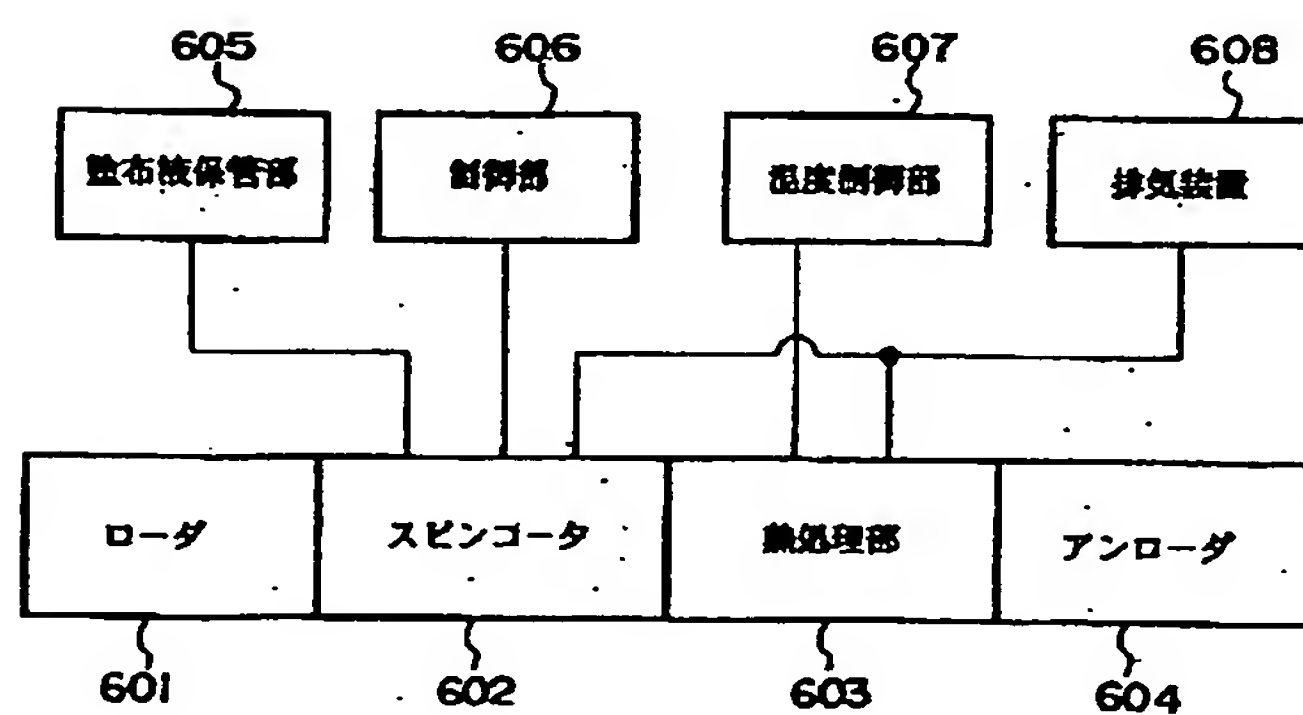 605
606
607
608
塗布液保管部
制御部
温度制御部
排気装置
ローダ
スピンコータ
熱処理部
アンローダ
601
602
603
604